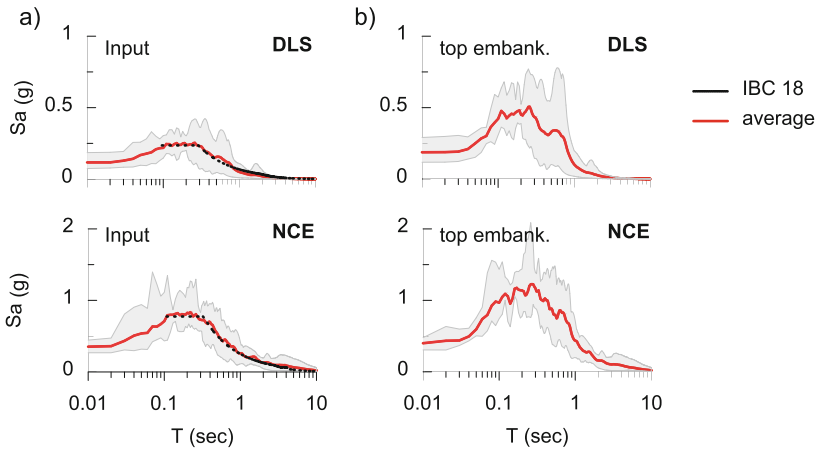 a)
b)
1
Input
DLS
top embank.
DLS
IBC 18
average
0.5
Sa (g)
0
2
Input
NCE
2
top embank.
NCE
1
Sa (g)
1
0
0
0.01
0.1
1
10
0.01
0.1
1
10
T (sec)
T (sec)
1
0.5
0